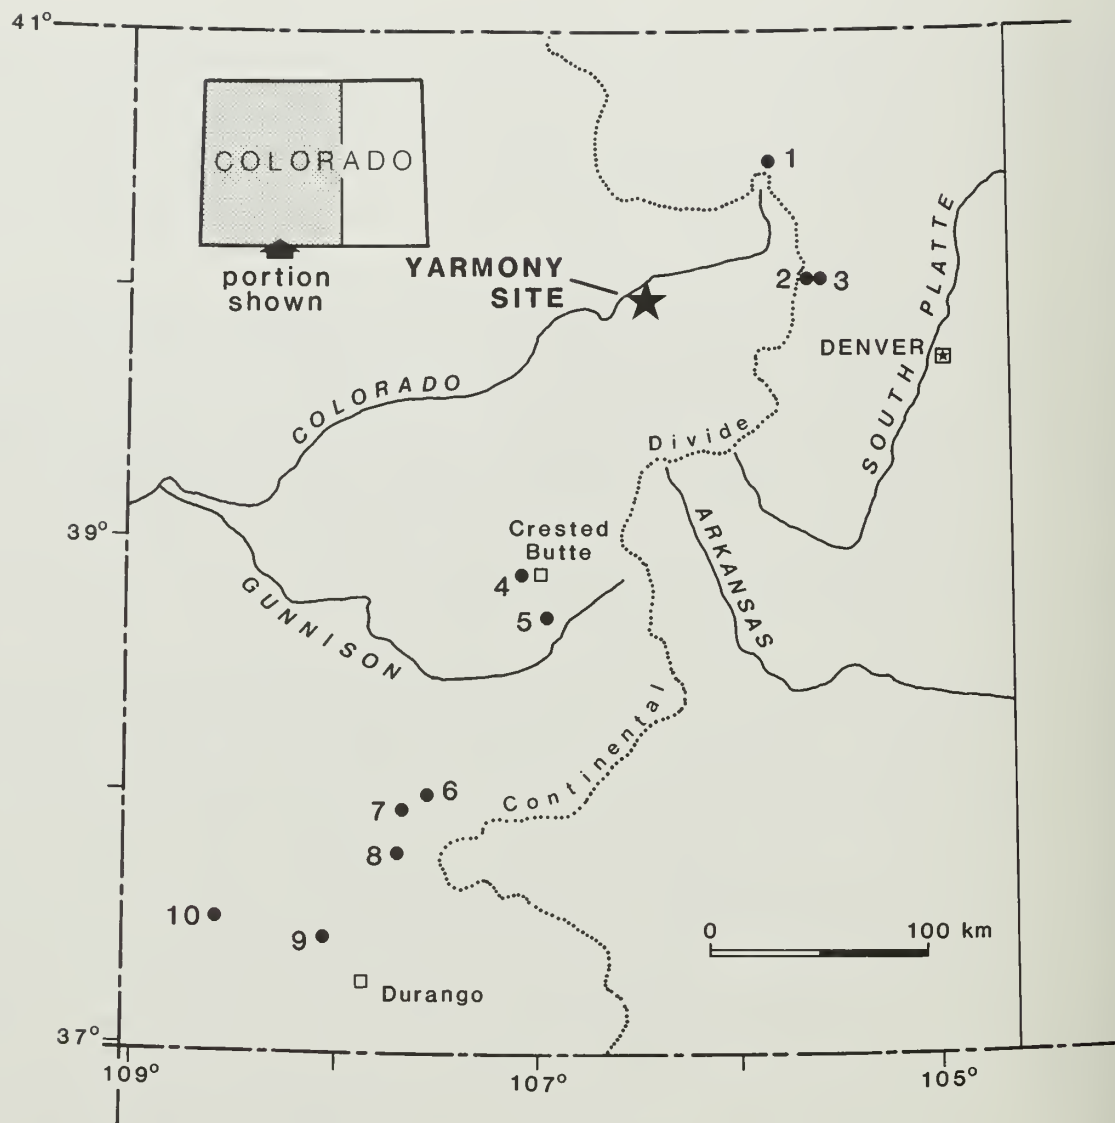 41°
COLORADO
portion
shown
1
YARMONY
SITE
2
3
SOUTH PLATTE
DENVER
COLORADO
Divide
39°
Crested
Butte
ARKANSAS
4
GUNNISON
5
Continental
6
7
8
10
9
0
100 km
Durango
37°
109°
107°
105°